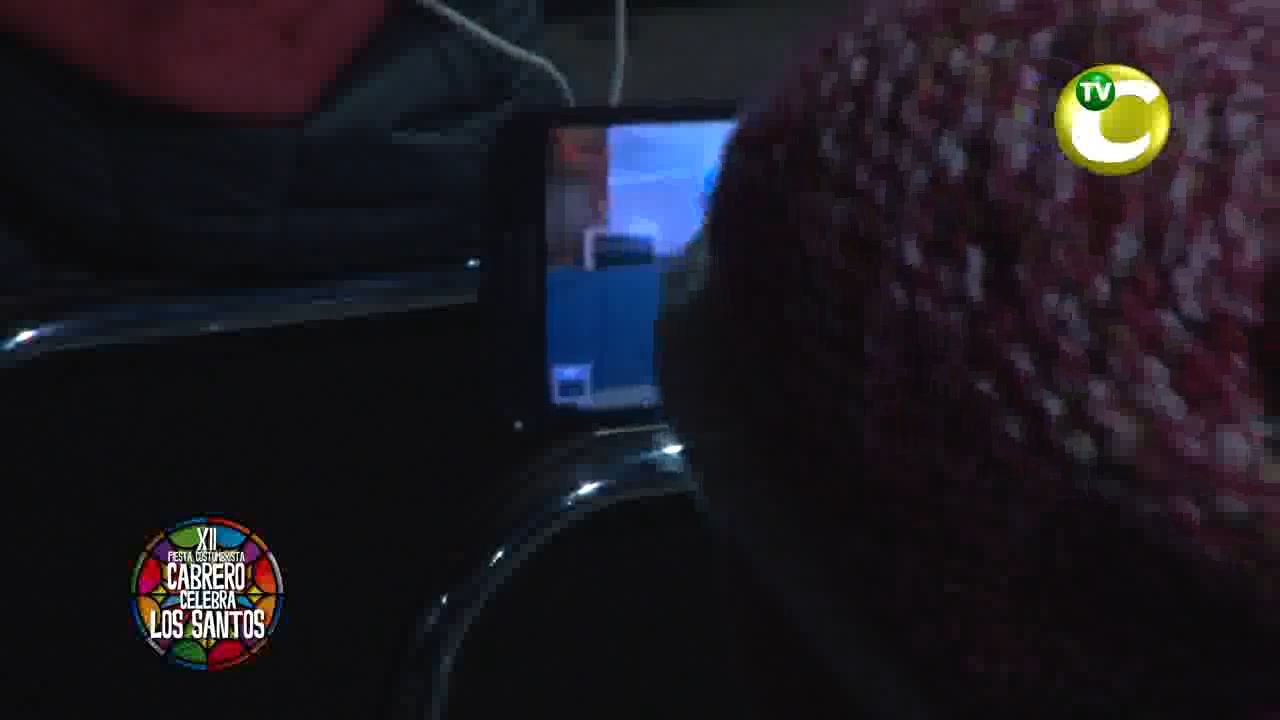 TV C
XII
FIESTA COSTUMBRISTA
CABRERO
CELEBRA
LOS SANTOS